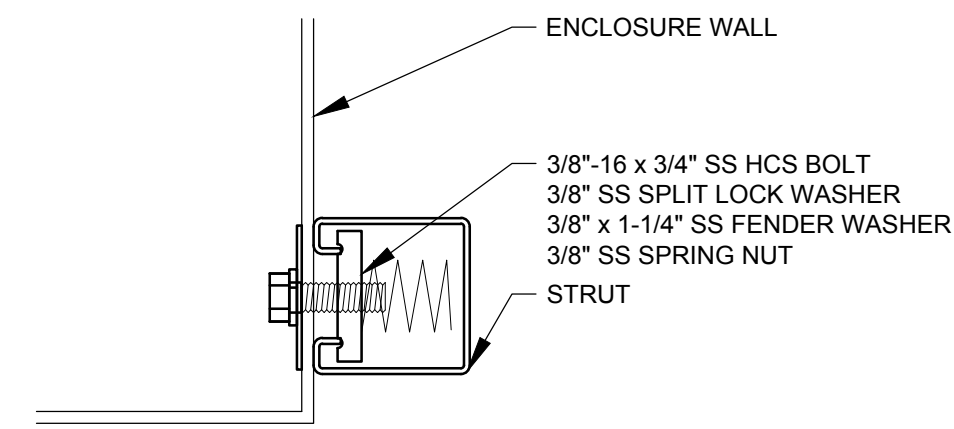 ENCLOSURE WALL
3/8"-16 x 3/4" SS HCS BOLT
3/8" SS SPLIT LOCK WASHER
3/8" x 1-1/4" SS FENDER WASHER
3/8" SS SPRING NUT
STRUT